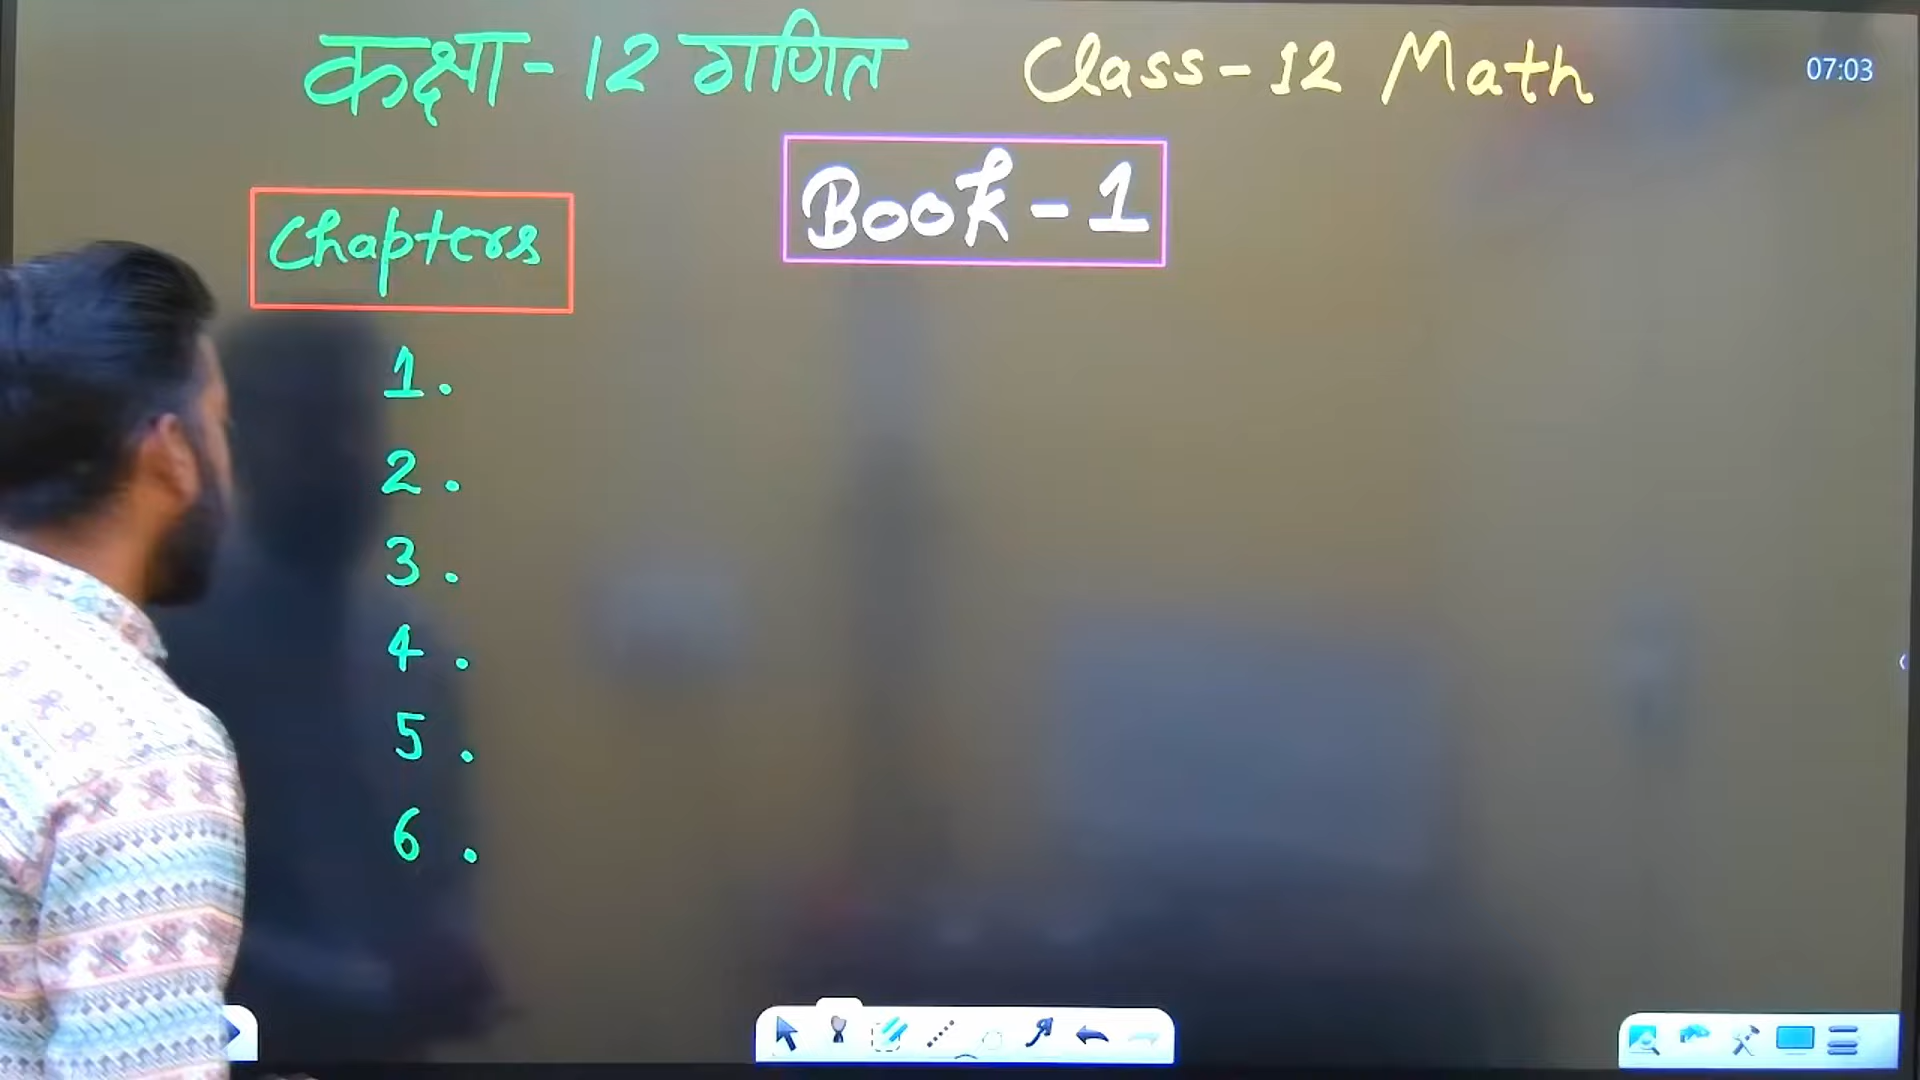 कक्षा-12 गणित Class-12 Math
07:03
Book-1
Chapters
1.
2.
3.
4.
5.
6.